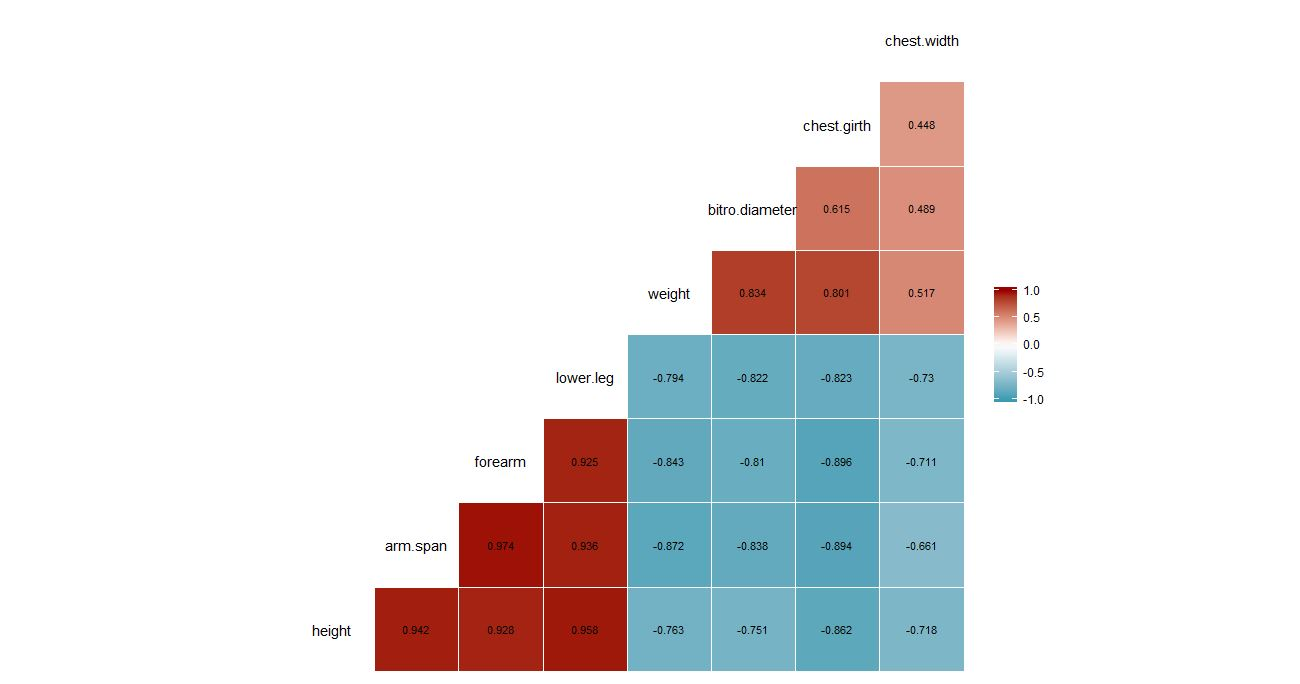 chest.width
chest.girth 0.448
bitro.diameter 0.615 0.489
weight 0.834 0.801 0.517
lower.leg -0.794 -0.822 -0.823 -0.73
forearm 0.925 -0.843 -0.81 -0.896 -0.711
arm.span 0.974 0.936 -0.872 -0.838 -0.894 -0.661
height 0.942 0.928 0.958 -0.763 -0.751 -0.862 -0.718
1.0
0.5
0.0
-0.5
-1.0